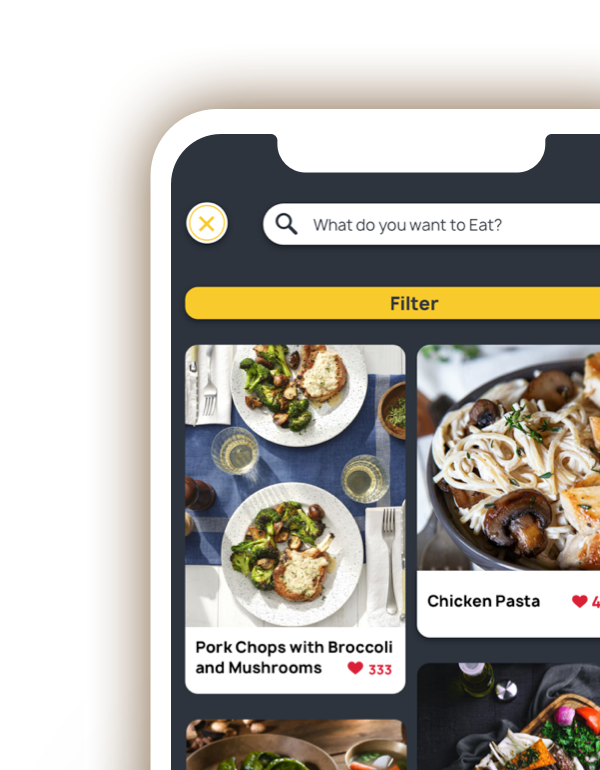 What do you want to Eat?
Filter
Pork Chops with Broccoli
and Mushrooms 333
Chicken Pasta 4